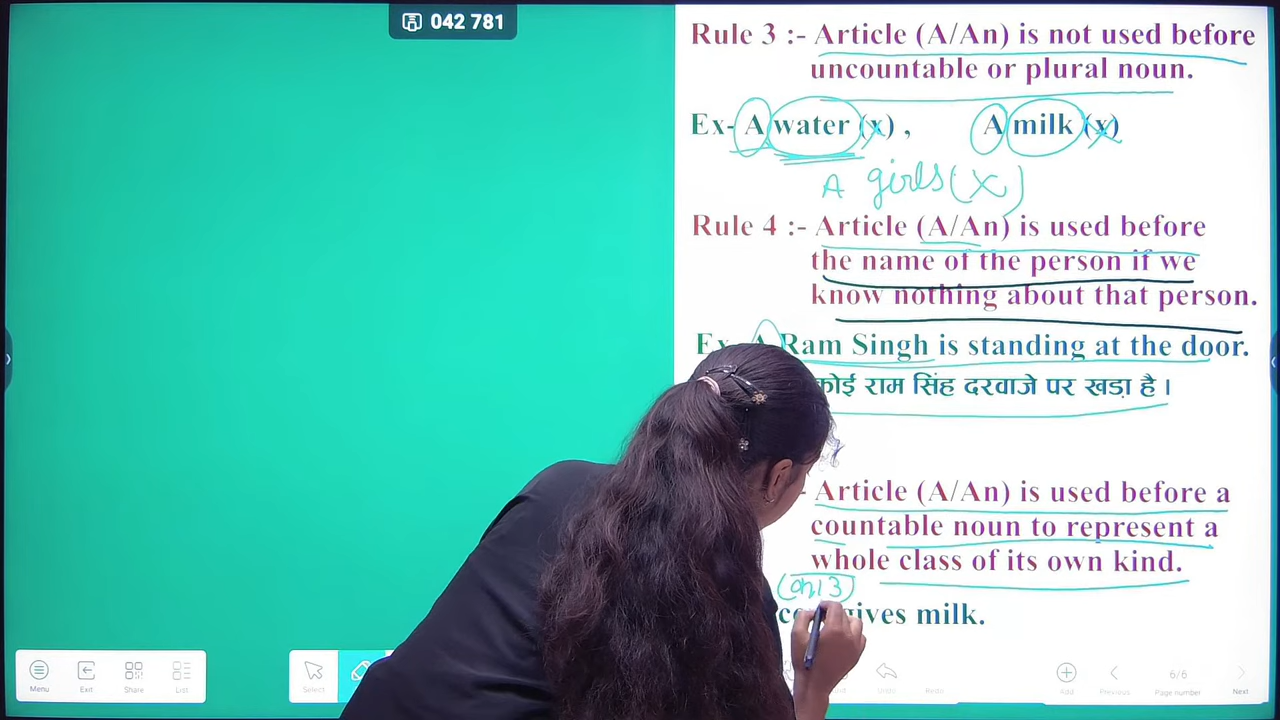 042 781
Rule 3 :- Article (A/An) is not used before
uncountable or plural noun.
Ex- A water (x) , A milk (x)
A girls (x)
Rule 4 :- Article (A/An) is used before
the name of the person if we
know nothing about that person.
Ex- A Ram Singh is standing at the door.
कोई राम सिंह दरवाजे पर खड़ा है।
- Article (A/An) is used before a
countable noun to represent a
whole class of its own kind.
gives milk.
Menu Exit Share List Select Undo Redo Add Previous 6/6 Page number Next